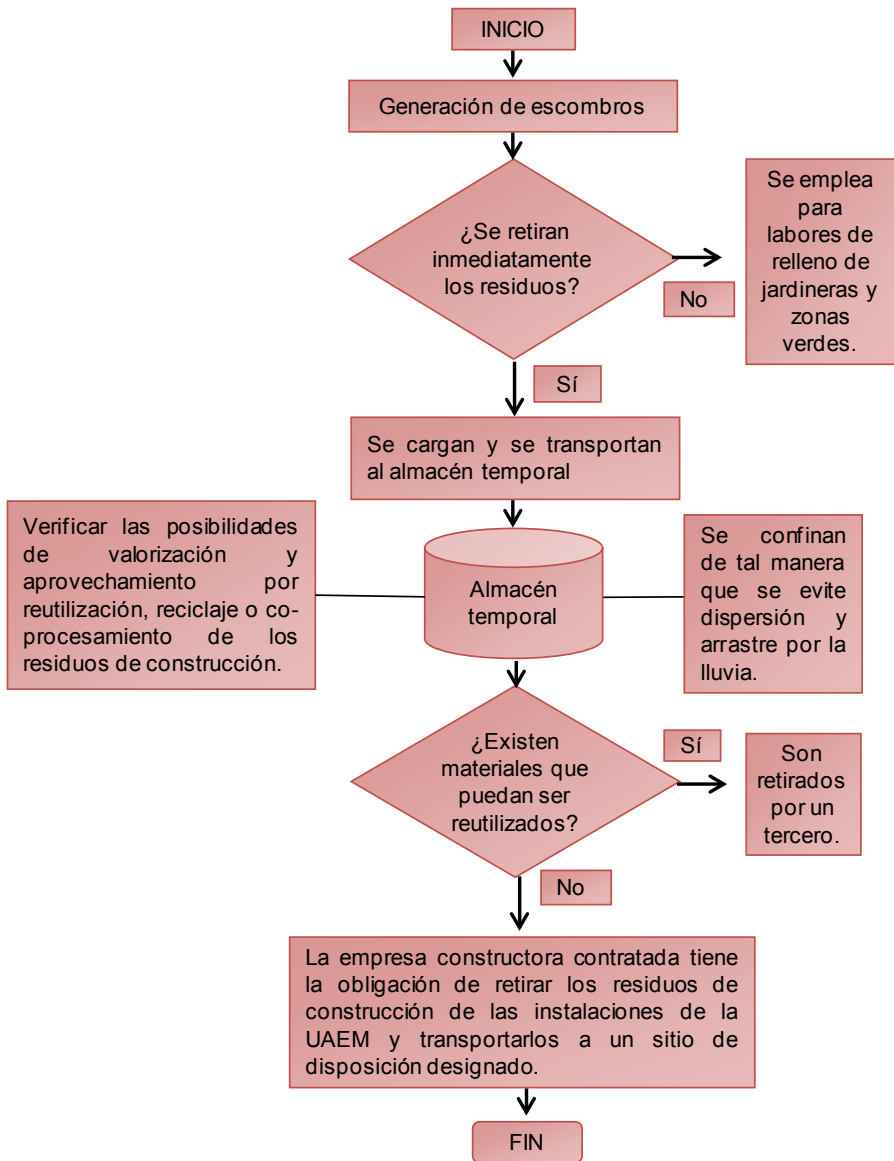 INICIO
Generación de escombros
¿Se retiran
inmediatamente
los residuos?
No
Se emplea
para
labores de
relleno de
jardineras y
zonas
verdes.
Sí
Se cargan y se transportan
al almacén temporal
Verificar las posibilidades
de valorización y
aprovechamiento por
reutilización, reciclaje o co-
procesamiento de los
residuos de construcción.
Almacén
temporal
Se confinan
de tal manera
que se evite
dispersión y
arrastre por la
lluvia.
¿Existen
materiales que
puedan ser
reutilizados?
Sí
Son
retirados
por un
tercero.
No
La empresa constructora contratada tiene
la obligación de retirar los residuos de
construcción de las instalaciones de la
UAEM y transportarlos a un sitio de
disposición designado.
FIN